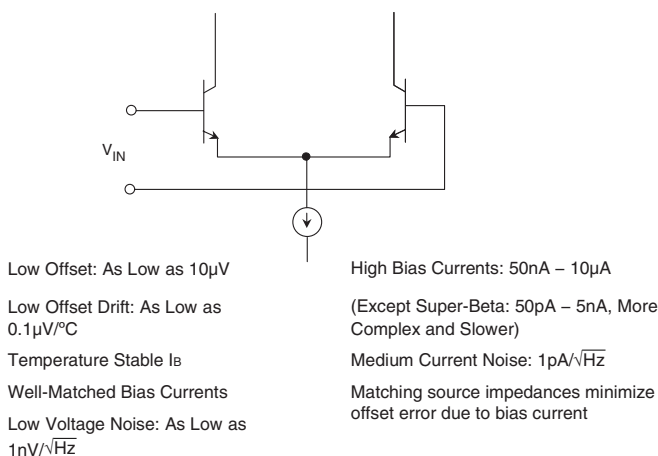 V_IN
Low Offset: As Low as 10µV
Low Offset Drift: As Low as
0.1µV/ºC
Temperature Stable IB
Well-Matched Bias Currents
Low Voltage Noise: As Low as
1nV/√Hz
High Bias Currents: 50nA – 10µA
(Except Super-Beta: 50pA – 5nA, More
Complex and Slower)
Medium Current Noise: 1pA/√Hz
Matching source impedances minimize
offset error due to bias current